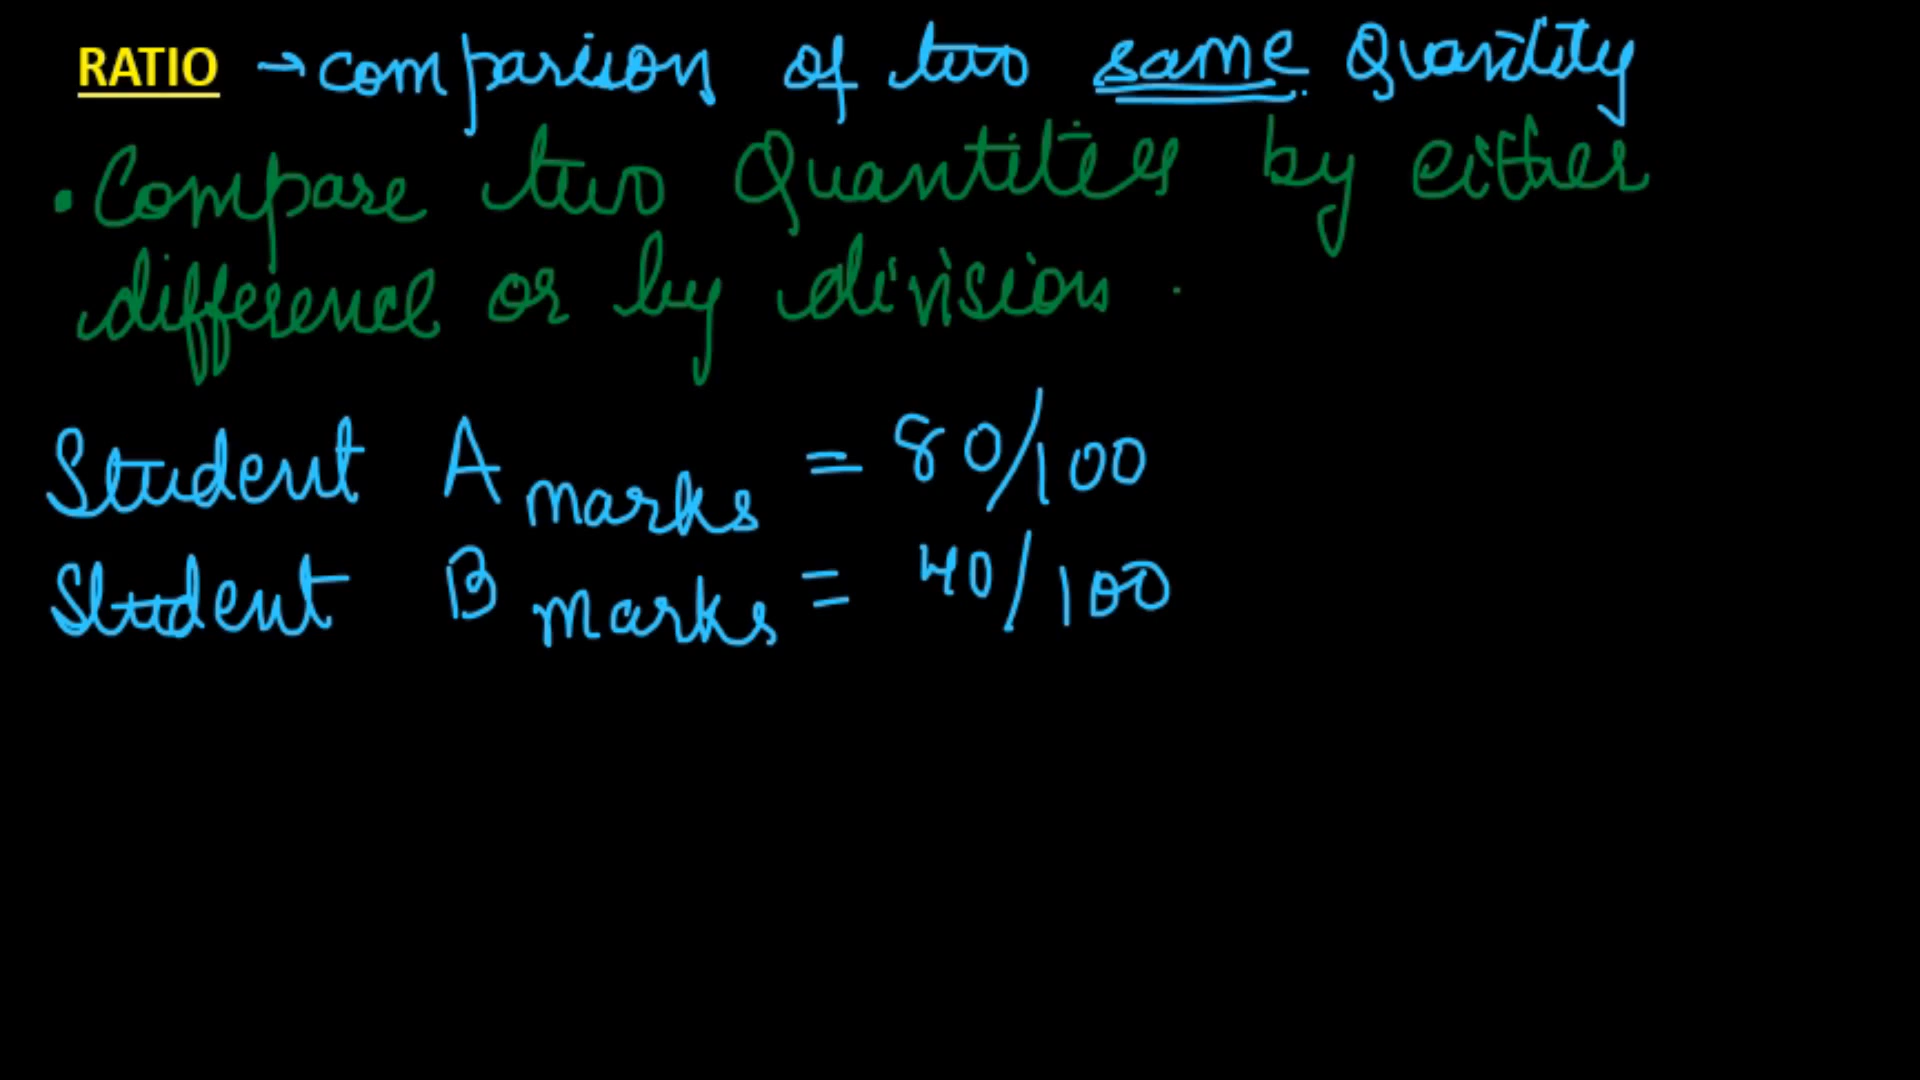 RATIO → comparison of two same Quantity
• Compare two Quantities by either
difference or by division .
Student A marks = 80/100
Student B marks = 40/100